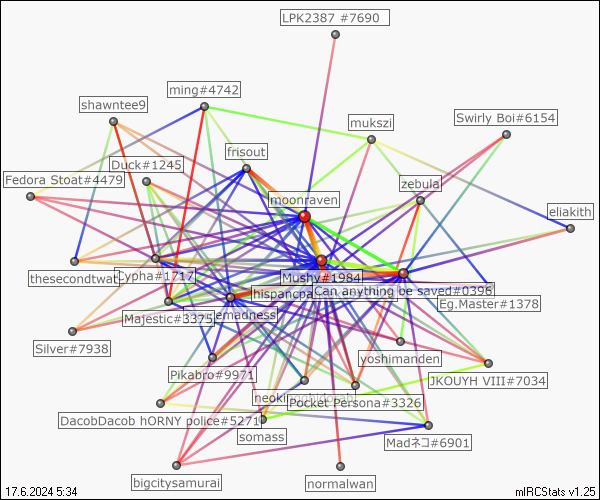 LPK2387 #7690
ming#4742
shawntee9
Swirly Boi#6154
mukszi
frisout
Duck#1245
Fedora Stoat#4479
zebula
moonraven
eliakith
thesecondtwat
Cypha#1717
Mushy#1984
Can anything be saved#0396
hispancpa
Eg.Master#1378
Majestic#3375
emadness
Silver#7938
yoshimanden
Pikabro#9971
JKOUYH VIII#7034
Pocket Persona#3326
DacobDacob hORNY police#5271
somass
Madネコ#6901
bigcitysamurai
normalwan
17.6.2024 5:34
mIRCStats v1.25